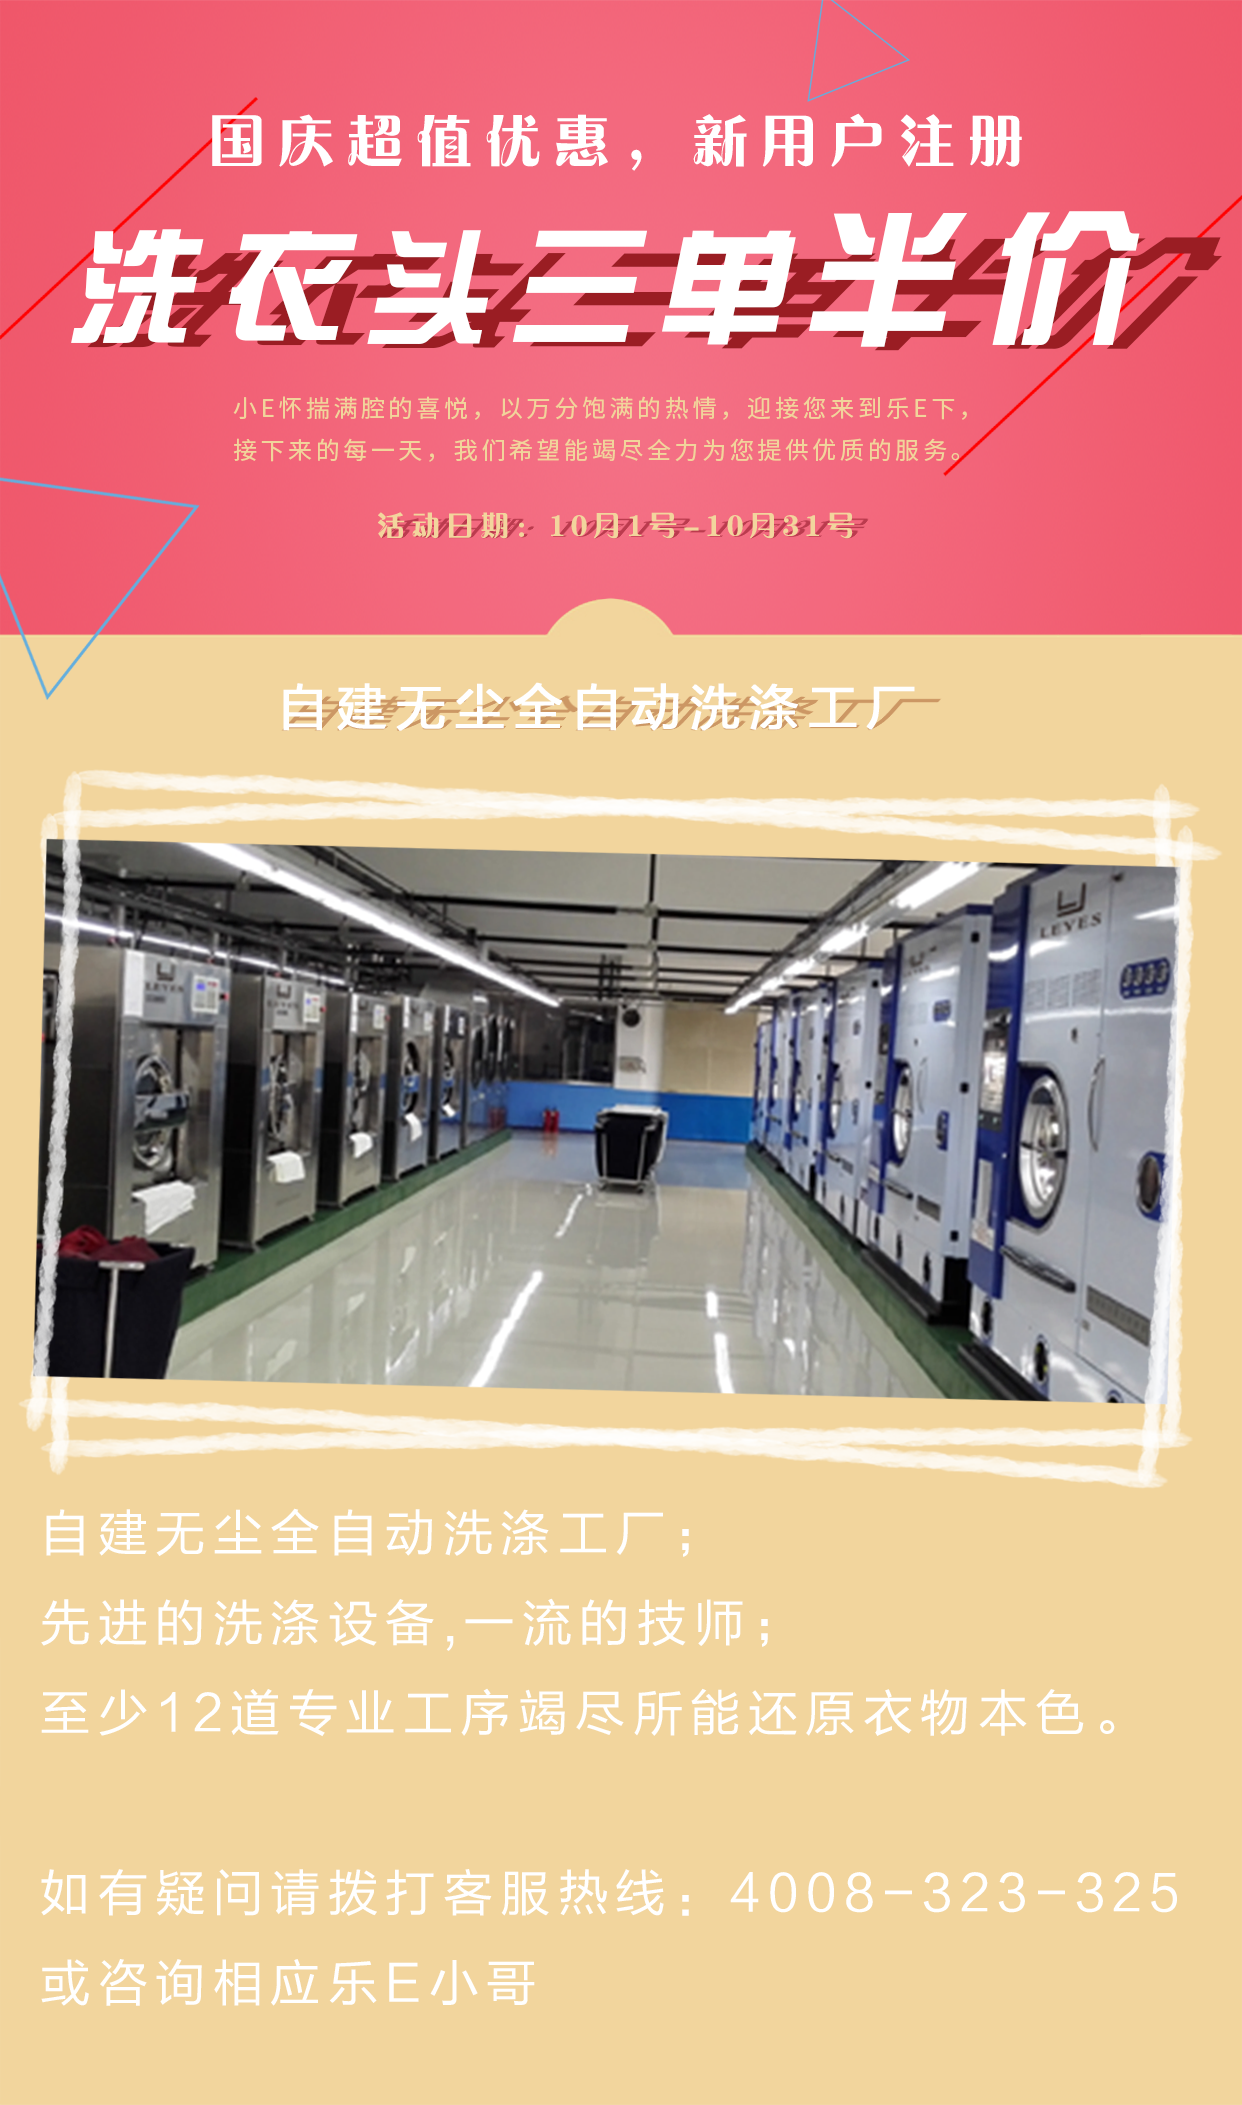 国庆超值优惠，新用户注册
洗衣头三单半价
小E怀揣满腔的喜悦，以万分饱满的热情，迎接您来到乐E下，
接下来的每一天，我们希望能竭尽全力为您提供优质的服务。
活动日期：10月1号-10月31号
自建无尘全自动洗涤工厂
LEYES
LEYES
LEYES
自建无尘全自动洗涤工厂；
先进的洗涤设备,一流的技师；
至少12道专业工序竭尽所能还原衣物本色。
如有疑问请拨打客服热线：4008-323-325
或咨询相应乐E小哥